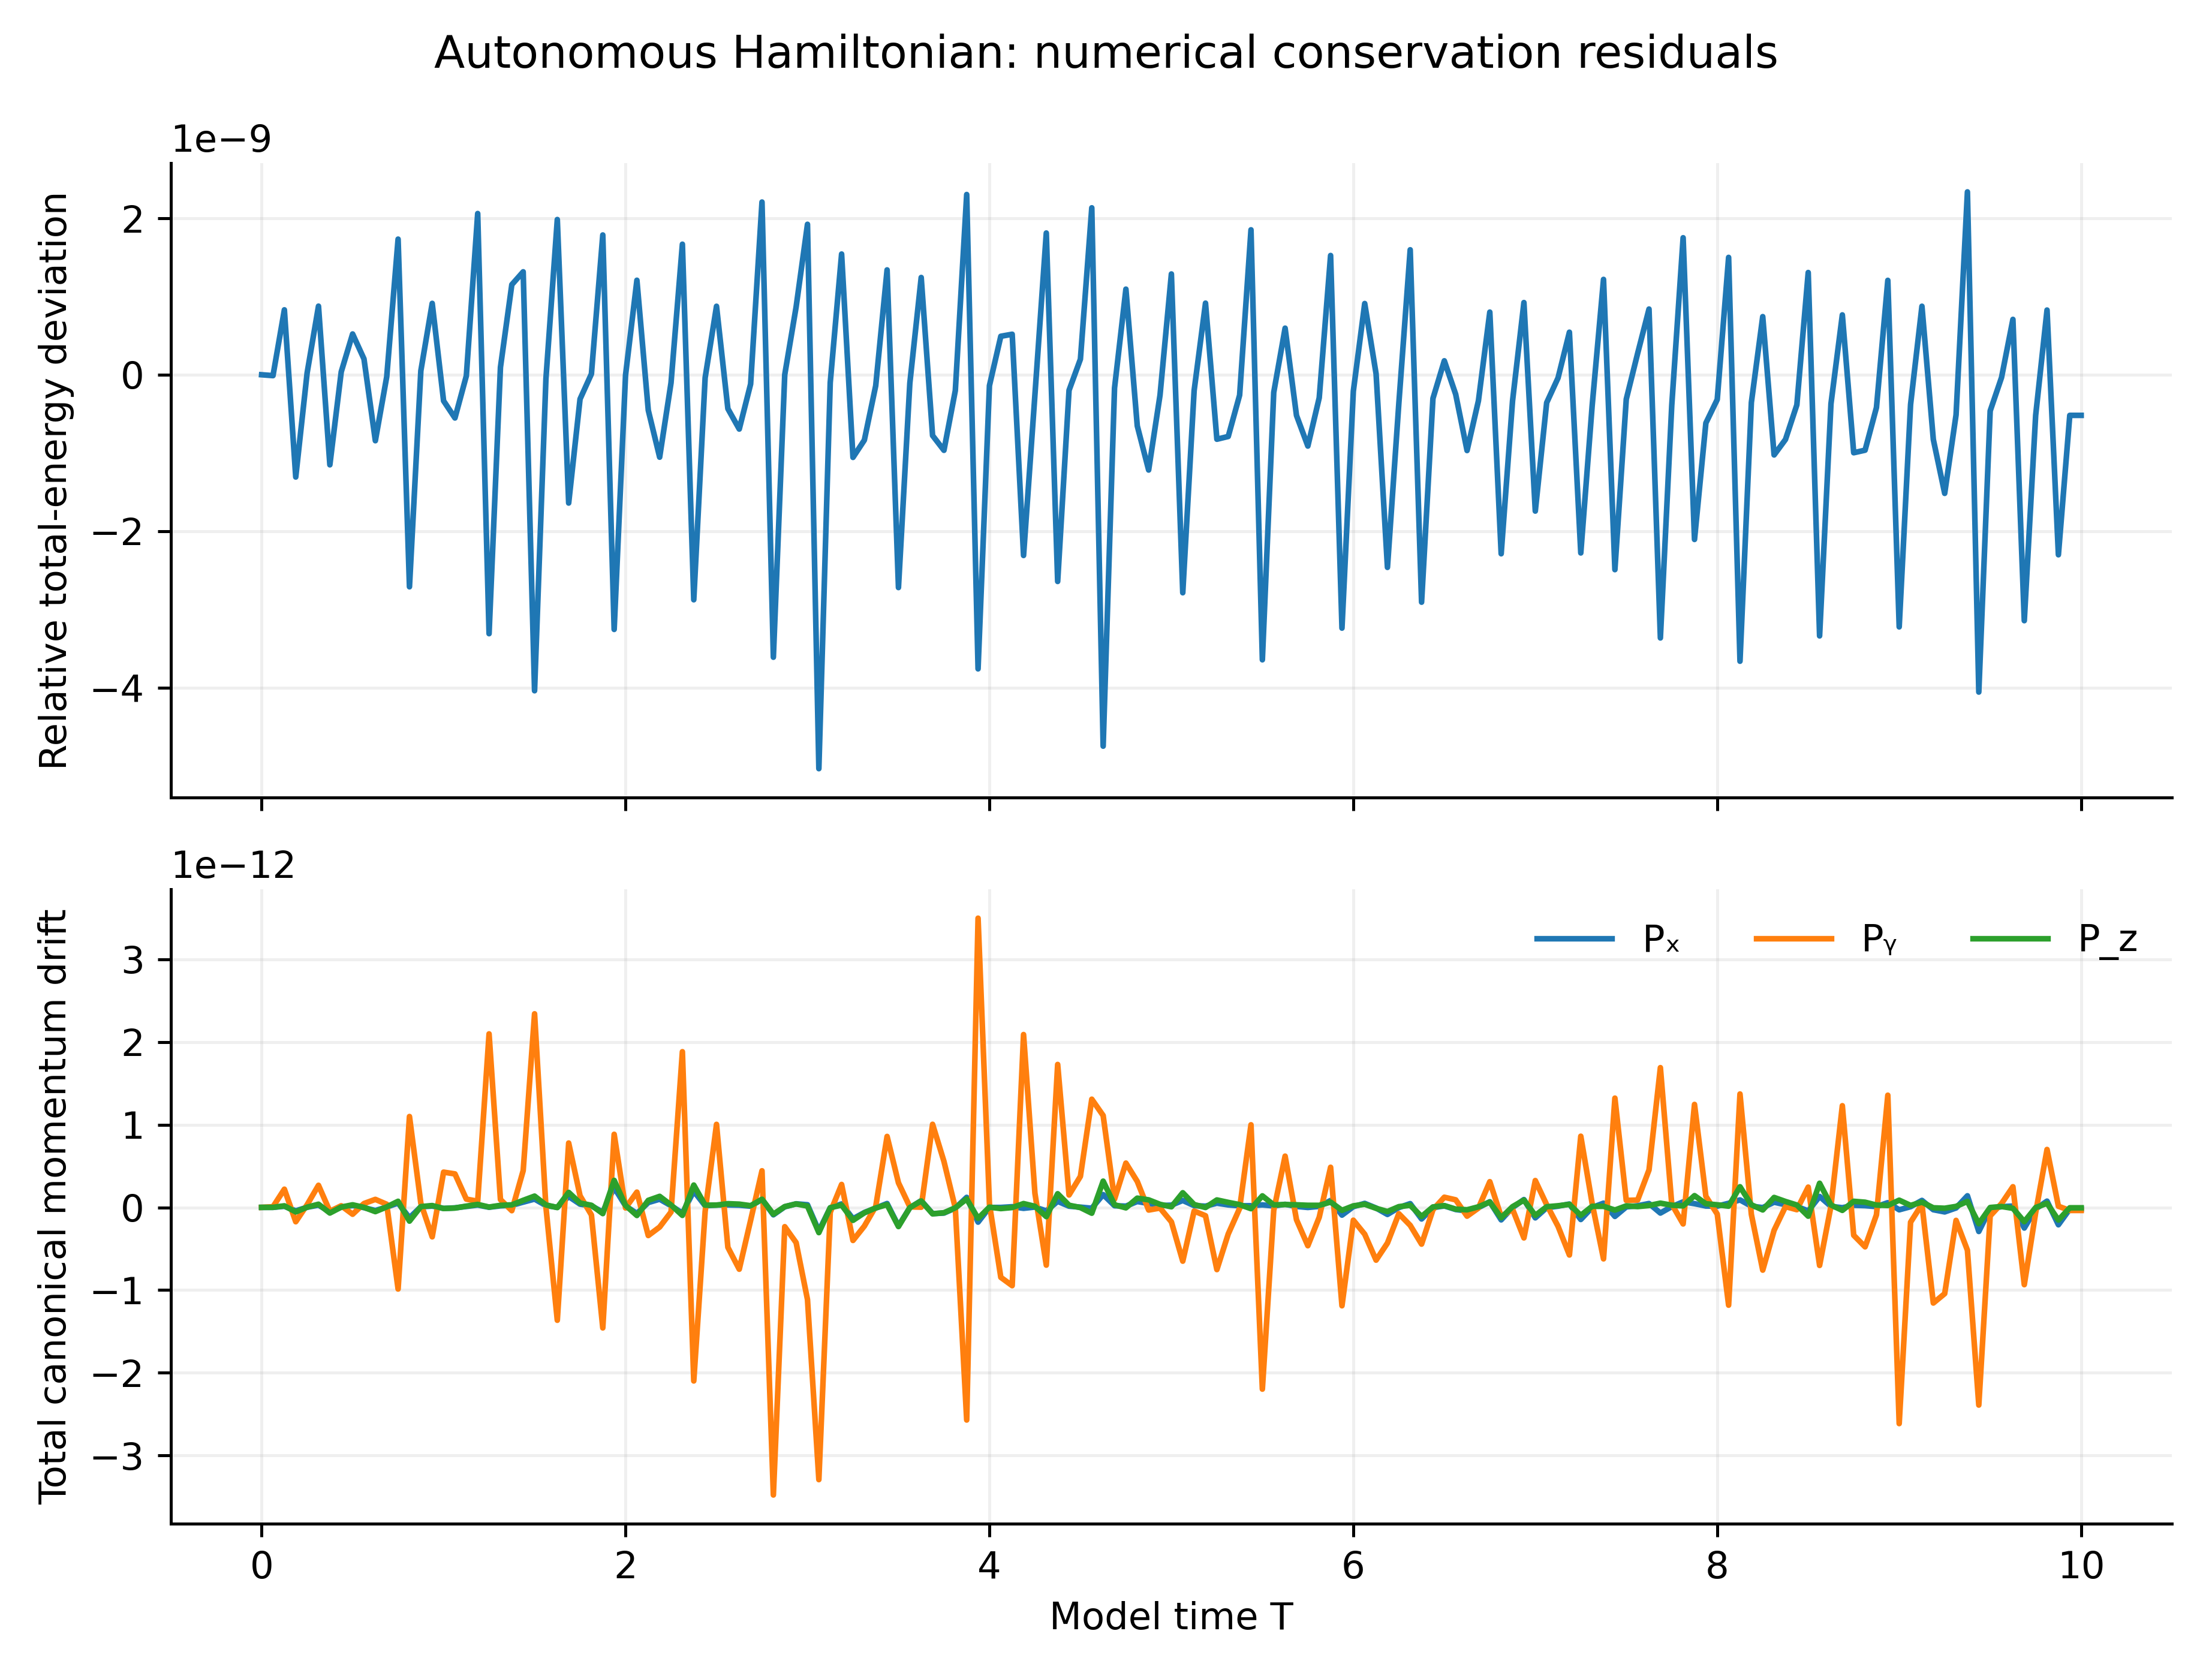 Autonomous Hamiltonian: numerical conservation residuals
1e−9
Relative total-energy deviation
2
0
−2
−4
1e−12
Total canonical momentum drift
Pₓ
Pᵧ
P_z
3
2
1
0
−1
−2
−3
0
2
4
6
8
10
Model time T